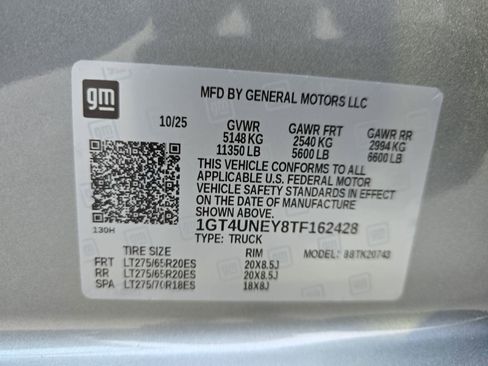 gm
MFD BY GENERAL MOTORS LLC
10/25 GVWR GAWR FRT GAWR RR
5148 KG 2540 KG 2994 KG
11350 LB 5600 LB 6600 LB
THIS VEHICLE CONFORMS TO ALL
APPLICABLE U.S. FEDERAL MOTOR
VEHICLE SAFETY STANDARDS IN EFFECT
ON THE DATE OF MANUFACTURE
SHOWN ABOVE.
1GT4UNEY8TF162428
130H TYPE: TRUCK
TIRE SIZE RIM MODEL:
FRT LT275/65R20ES 20X8.5J
RR LT275/65R20ES 20X8.5J
SPA LT275/70R18ES 18X8J